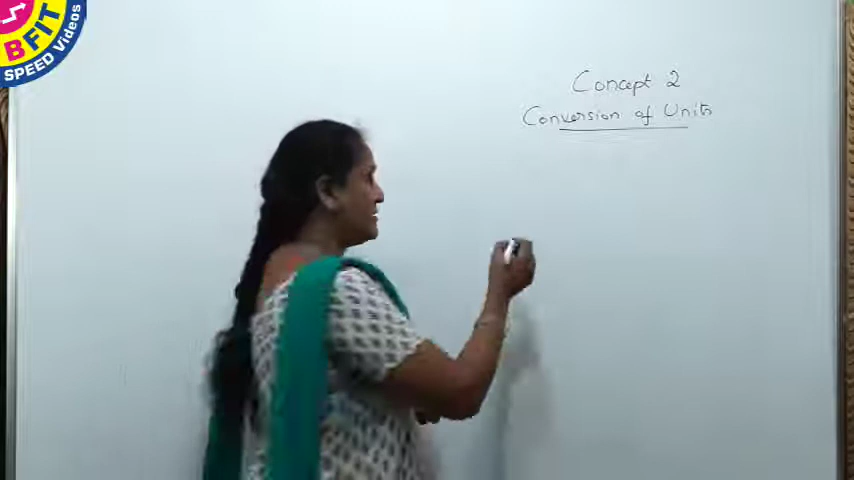 BFIT
SPEED Videos
Concept 2
Conversion of Units